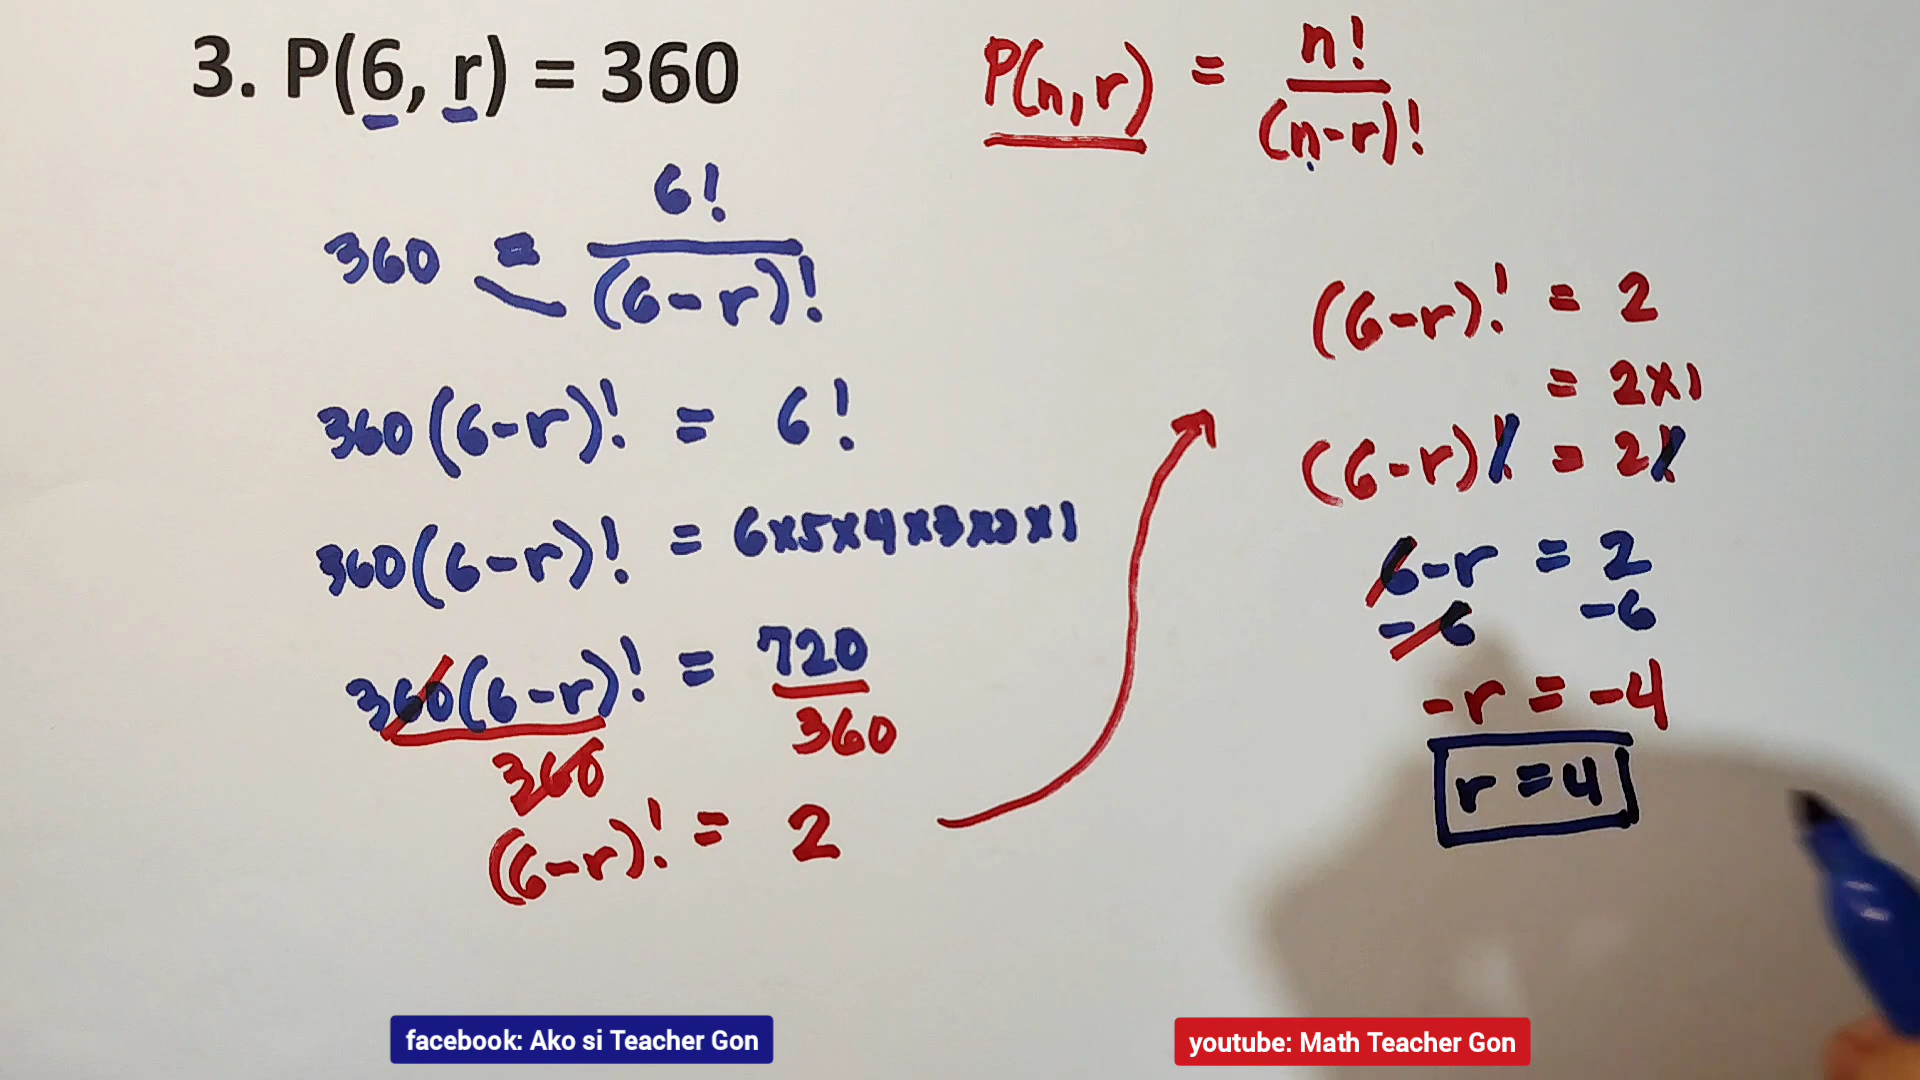 3. P(6, r) = 360
P(n,r) = n! / (n-r)!
360 = 6! / (6-r)!
360(6-r)! = 6!
360(6-r)! = 6x5x4x3x2x1
360(6-r)! / 360 = 720 / 360
(6-r)! = 2
(6-r)! = 2
= 2x1
(6-r)! = 2!
6-r = 2
-6 -6
-r = -4
r = 4
facebook: Ako si Teacher Gon
youtube: Math Teacher Gon